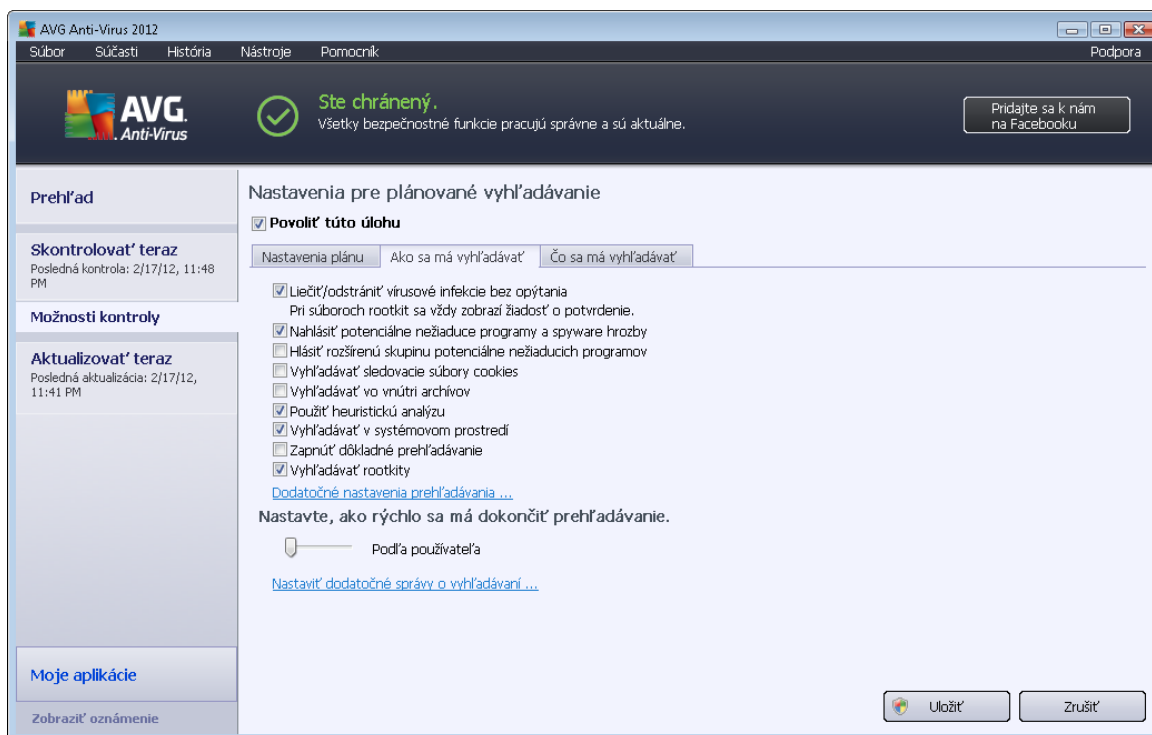 AVG Anti-Virus 2012
Súbor Súčasti História Nástroje Pomocník Podpora
AVG.
Anti-Virus
Ste chránený.
Všetky bezpečnostné funkcie pracujú správne a sú aktuálne.
Pridajte sa k nám
na Facebooku
Prehľad
Skontrolovať teraz
Posledná kontrola: 2/17/12, 11:48
PM
Možnosti kontroly
Aktualizovať teraz
Posledná aktualizácia: 2/17/12,
11:41 PM
Moje aplikácie
Zobraziť oznámenie
Nastavenia pre plánované vyhľadávanie
Povoliť túto úlohu
Nastavenia plánu Ako sa má vyhľadávať Čo sa má vyhľadávať
Liečiť/odstrániť vírusové infekcie bez opýtania
Pri súboroch rootkit sa vždy zobrazí žiadosť o potvrdenie.
Nahlásiť potenciálne nežiaduce programy a spyware hrozby
Hlásiť rozšírenú skupinu potenciálne nežiaducich programov
Vyhľadávať sledovacie súbory cookies
Vyhľadávať vo vnútri archívov
Použiť heuristickú analýzu
Vyhľadávať v systémovom prostredí
Zapnúť dôkladné prehľadávanie
Vyhľadávať rootkity
Dodatočné nastavenia prehľadávania ...
Nastavte, ako rýchlo sa má dokončiť prehľadávanie.
Podľa používateľa
Nastaviť dodatočné správy o vyhľadávaní ...
Uložiť Zrušiť